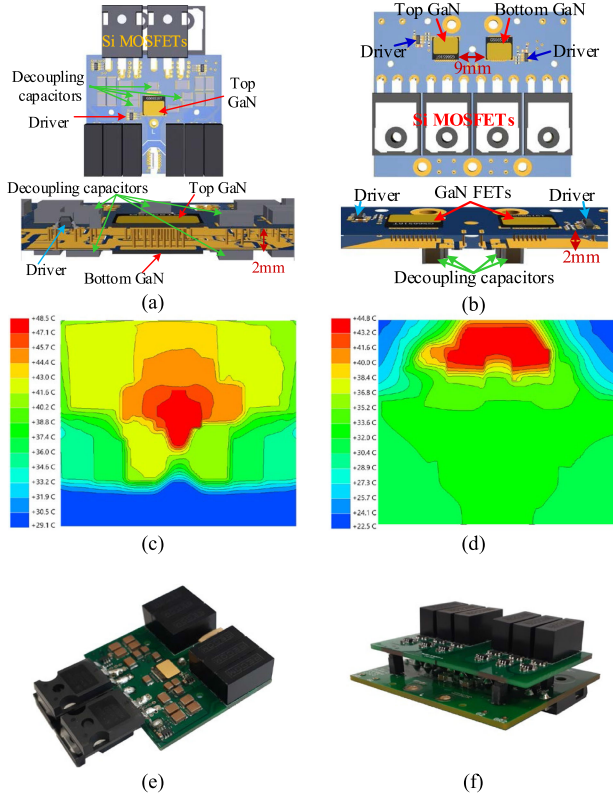 Si MOSFETs
Decoupling
capacitors
Top
GaN
Driver
Decoupling capacitors
Top GaN
Driver
Bottom GaN
2mm
(a)
Top GaN
Bottom GaN
Driver
Driver
9mm
Si MOSFETs
Driver
GaN FETs
Driver
2mm
Decoupling capacitors
(b)
+48.5 C
+47.1 C
+45.7 C
+44.4 C
+43.0 C
+41.6 C
+40.2 C
+38.8 C
+37.4 C
+36.0 C
+34.7 C
+33.3 C
+31.9 C
+30.5 C
+29.1 C
(c)
+44.8 C
+43.2 C
+41.6 C
+40.0 C
+38.4 C
+36.8 C
+35.2 C
+33.6 C
+32.0 C
+30.4 C
+28.8 C
+27.3 C
+25.7 C
+24.1 C
+22.5 C
(d)
(e)
(f)